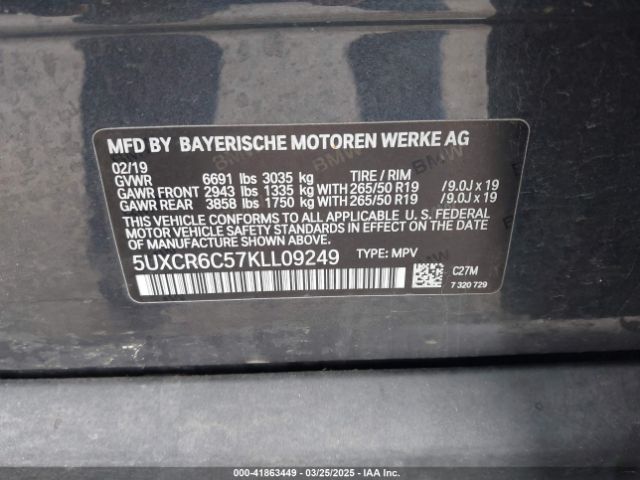 MFD BY BAYERISCHE MOTOREN WERKE AG
02/19
GVWR 6691 lbs 3035 kg TIRE / RIM
GAWR FRONT 2943 lbs 1335 kg WITH 265/50 R19 /9.0J x 19
GAWR REAR 3858 lbs 1750 kg WITH 265/50 R19 /9.0J x 19
THIS VEHICLE CONFORMS TO ALL APPLICABLE U. S. FEDERAL
MOTOR VEHICLE SAFETY STANDARDS IN EFFECT ON THE DATE
OF MANUFACTURE SHOWN ABOVE.
5UXCR6C57KLL09249 TYPE: MPV
C27M
7 320 729
000-41863449 — 03/25/2025 — IAA, Inc.